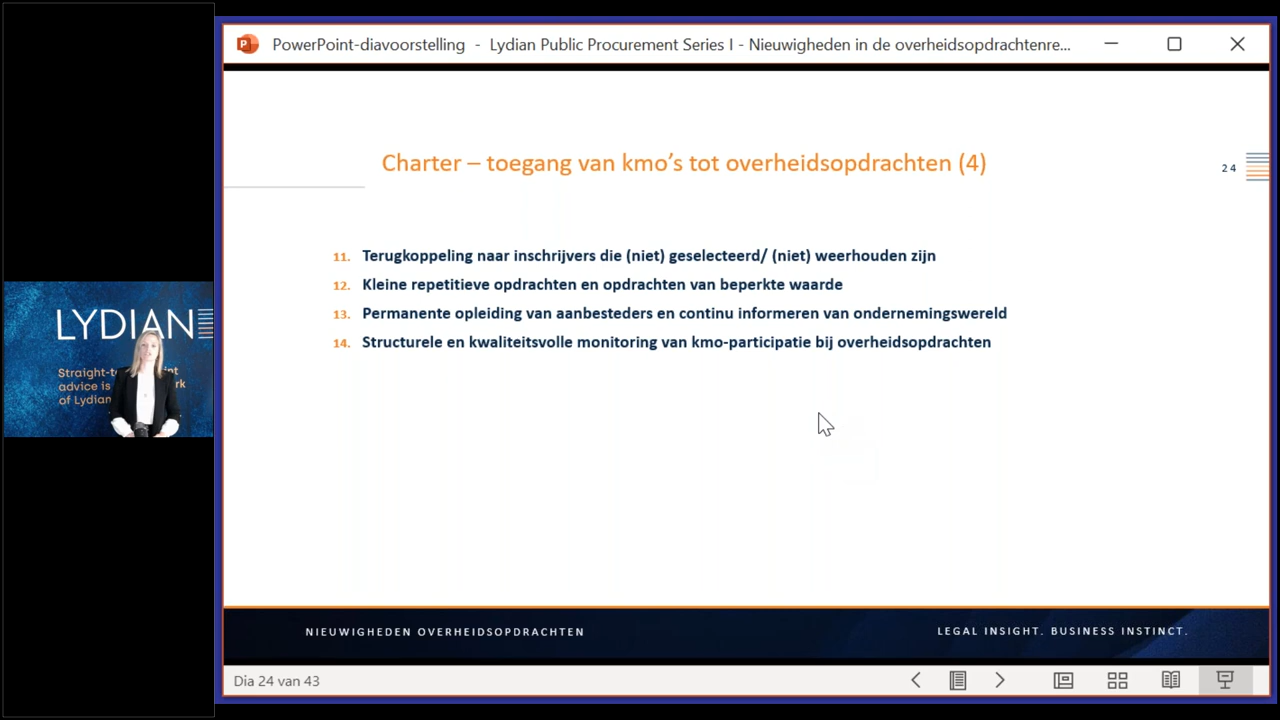 PowerPoint-diavoorstelling - Lydian Public Procurement Series I - Nieuwigheden in de overheidsopdrachtenre...
Charter – toegang van kmo's tot overheidsopdrachten (4)
24
11. Terugkoppeling naar inschrijvers die (niet) geselecteerd/ (niet) weerhouden zijn
12. Kleine repetitieve opdrachten en opdrachten van beperkte waarde
13. Permanente opleiding van aanbesteders en continu informeren van ondernemingswereld
14. Structurele en kwaliteitsvolle monitoring van kmo-participatie bij overheidsopdrachten
LYDIAN
Straight-to
advice is
of Lydian
NIEUWIGHEDEN OVERHEIDSOPDRACHTEN
LEGAL INSIGHT. BUSINESS INSTINCT.
Dia 24 van 43